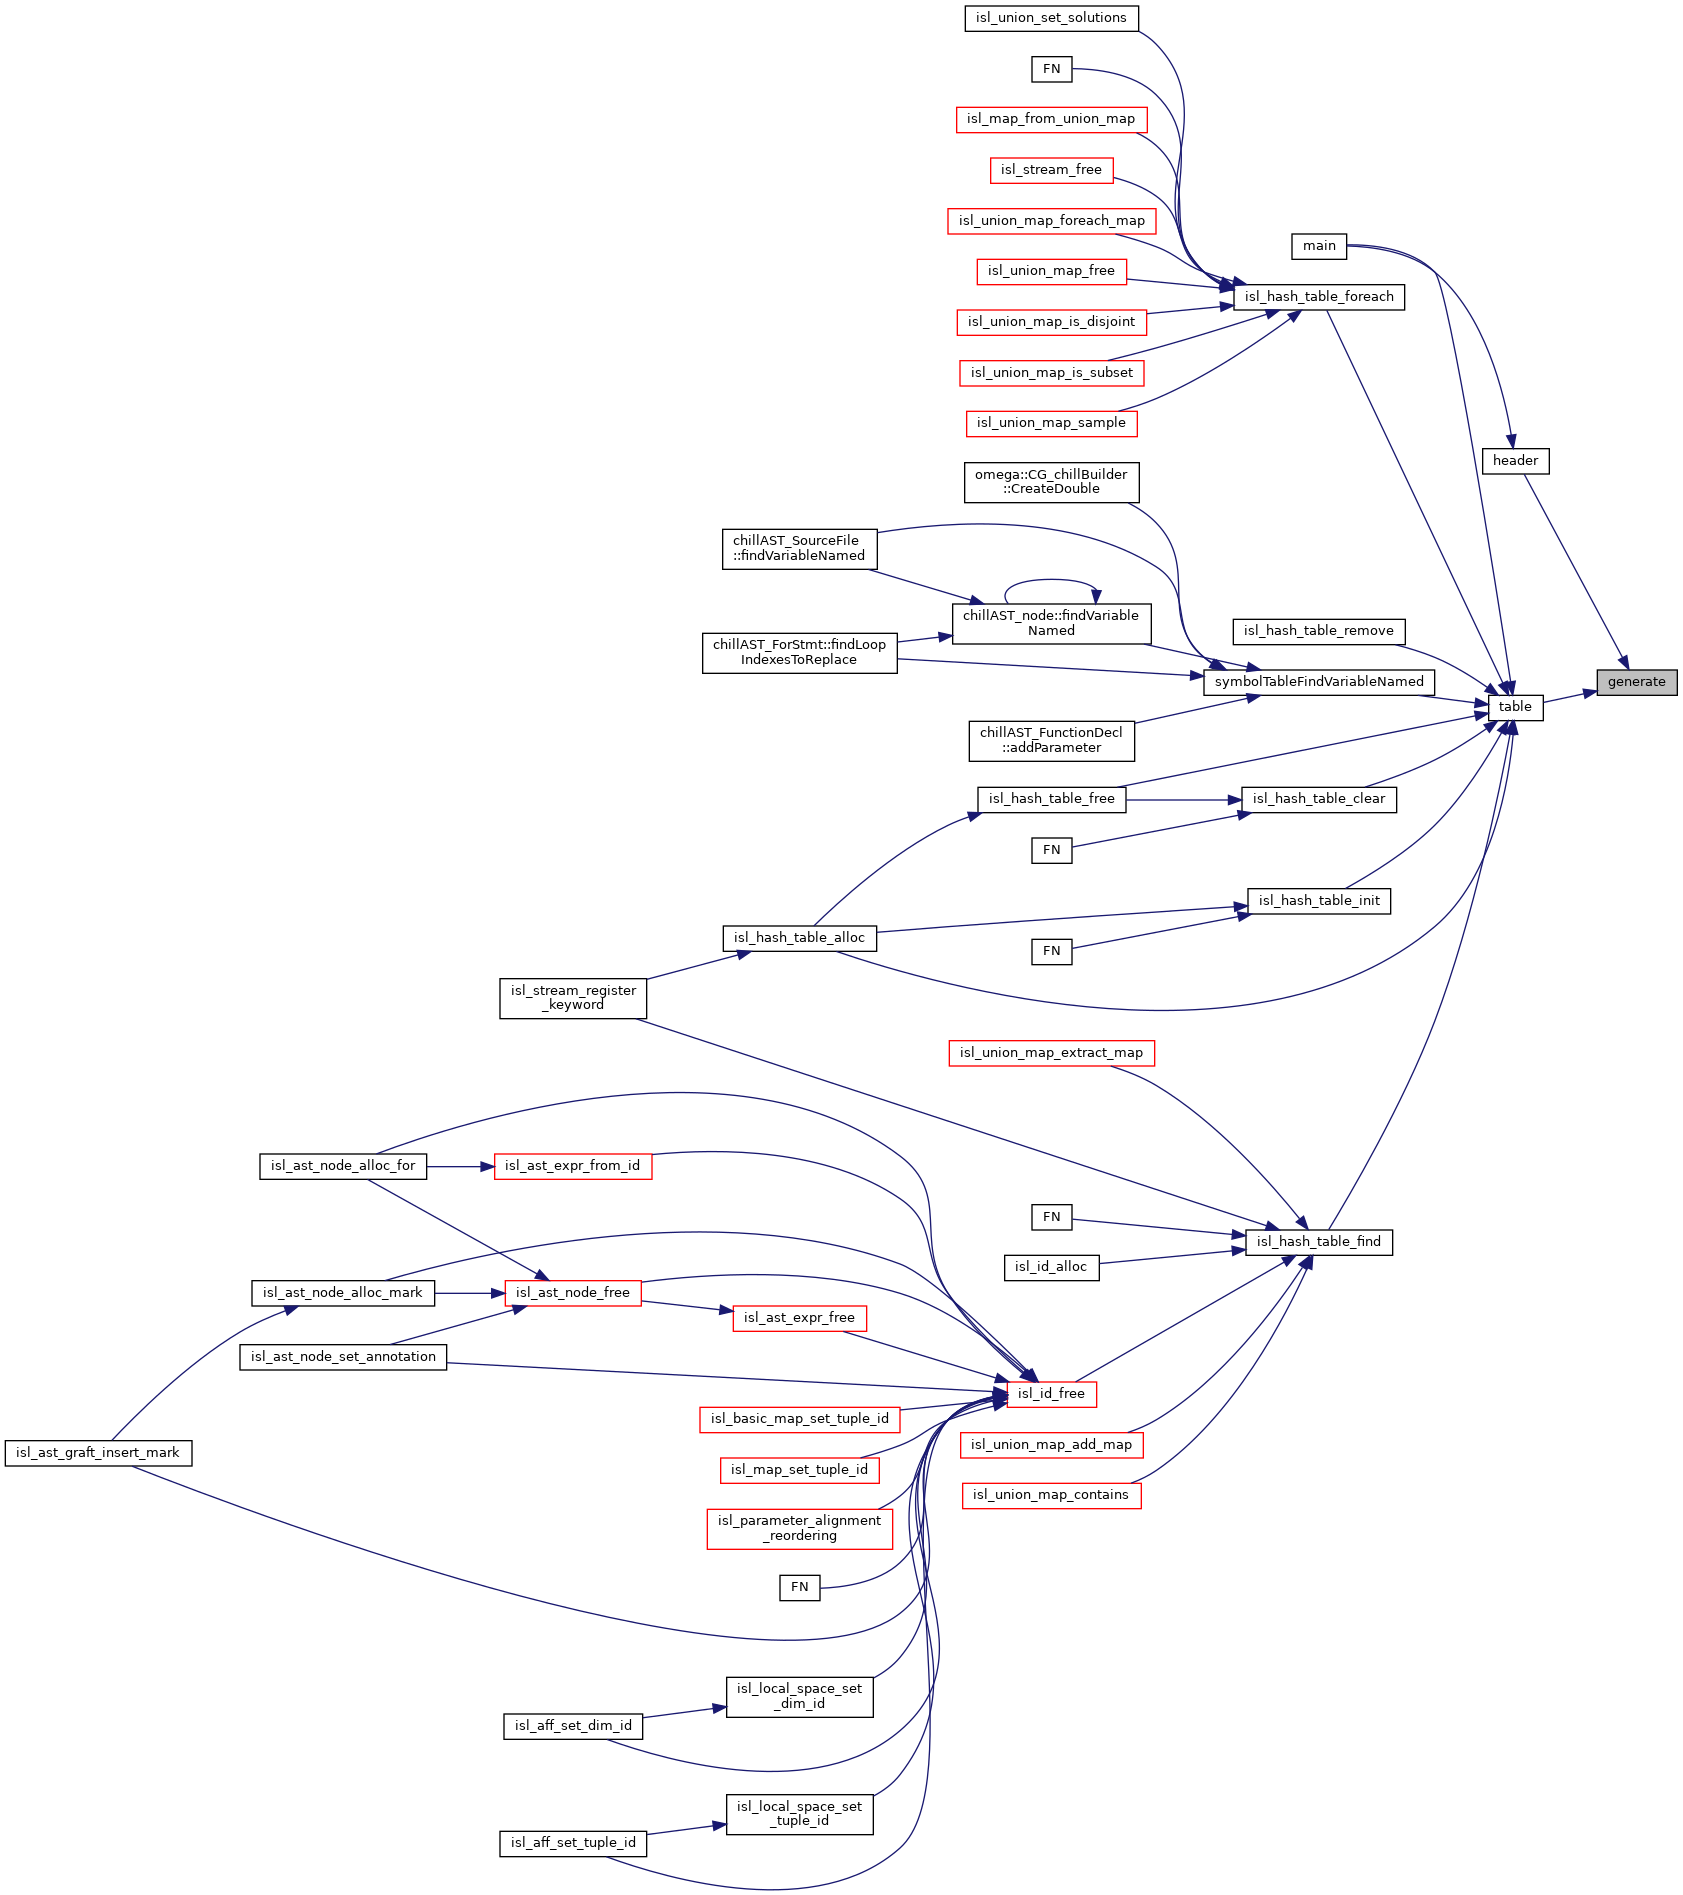 isl_union_set_solutions
FN
isl_map_from_union_map
isl_stream_free
isl_union_map_foreach_map
main
isl_union_map_free
isl_hash_table_foreach
isl_union_map_is_disjoint
isl_union_map_is_subset
isl_union_map_sample
header
omega::CG_chillBuilder
::CreateDouble
chillAST_SourceFile
::findVariableNamed
chillAST_node::findVariable
Named
isl_hash_table_remove
chillAST_ForStmt::findLoop
IndexesToReplace
symbolTableFindVariableNamed
generate
table
chillAST_FunctionDecl
::addParameter
isl_hash_table_free
isl_hash_table_clear
FN
isl_hash_table_init
isl_hash_table_alloc
FN
isl_stream_register
_keyword
isl_union_map_extract_map
isl_ast_node_alloc_for
isl_ast_expr_from_id
FN
isl_hash_table_find
isl_id_alloc
isl_ast_node_alloc_mark
isl_ast_node_free
isl_ast_expr_free
isl_ast_node_set_annotation
isl_id_free
isl_basic_map_set_tuple_id
isl_union_map_add_map
isl_ast_graft_insert_mark
isl_map_set_tuple_id
isl_union_map_contains
isl_parameter_alignment
_reordering
FN
isl_local_space_set
_dim_id
isl_aff_set_dim_id
isl_local_space_set
_tuple_id
isl_aff_set_tuple_id